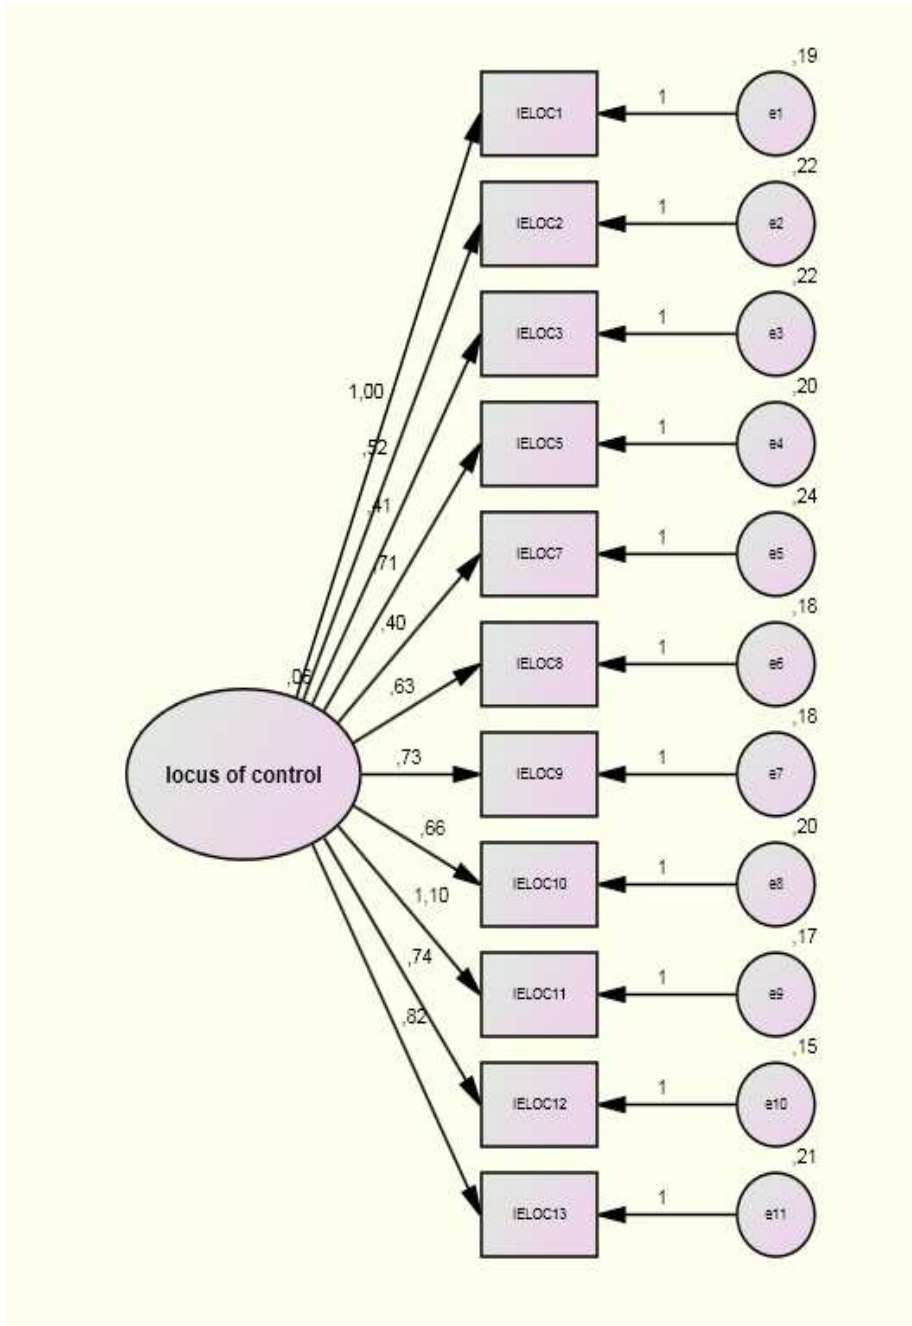 ,19
IELOC1
1
e1
,22
IELOC2
1
e2
,22
IELOC3
1
e3
1,00
,20
,52
IELOC5
1
e4
,24
,41
IELOC7
1
e5
,71
,18
,40
IELOC8
1
e6
,63
,18
locus of control
,73
IELOC9
1
e7
,20
,66
IELOC10
1
e8
1,10
,17
,74
IELOC11
1
e9
,15
,82
IELOC12
1
e10
,21
IELOC13
1
e11